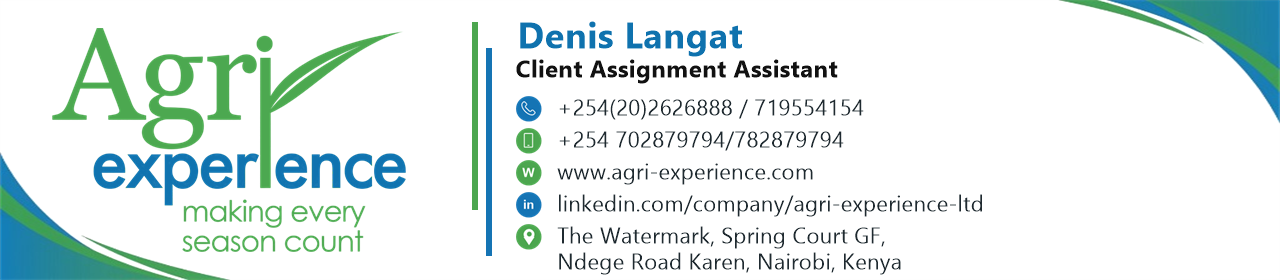 Agri
experience
making every
season count
Denis Langat
Client Assignment Assistant
+254(20)2626888 / 719554154
+254 702879794/782879794
W www.agri-experience.com
in linkedin.com/company/agri-experience-ltd
The Watermark, Spring Court GF,
Ndege Road Karen, Nairobi, Kenya